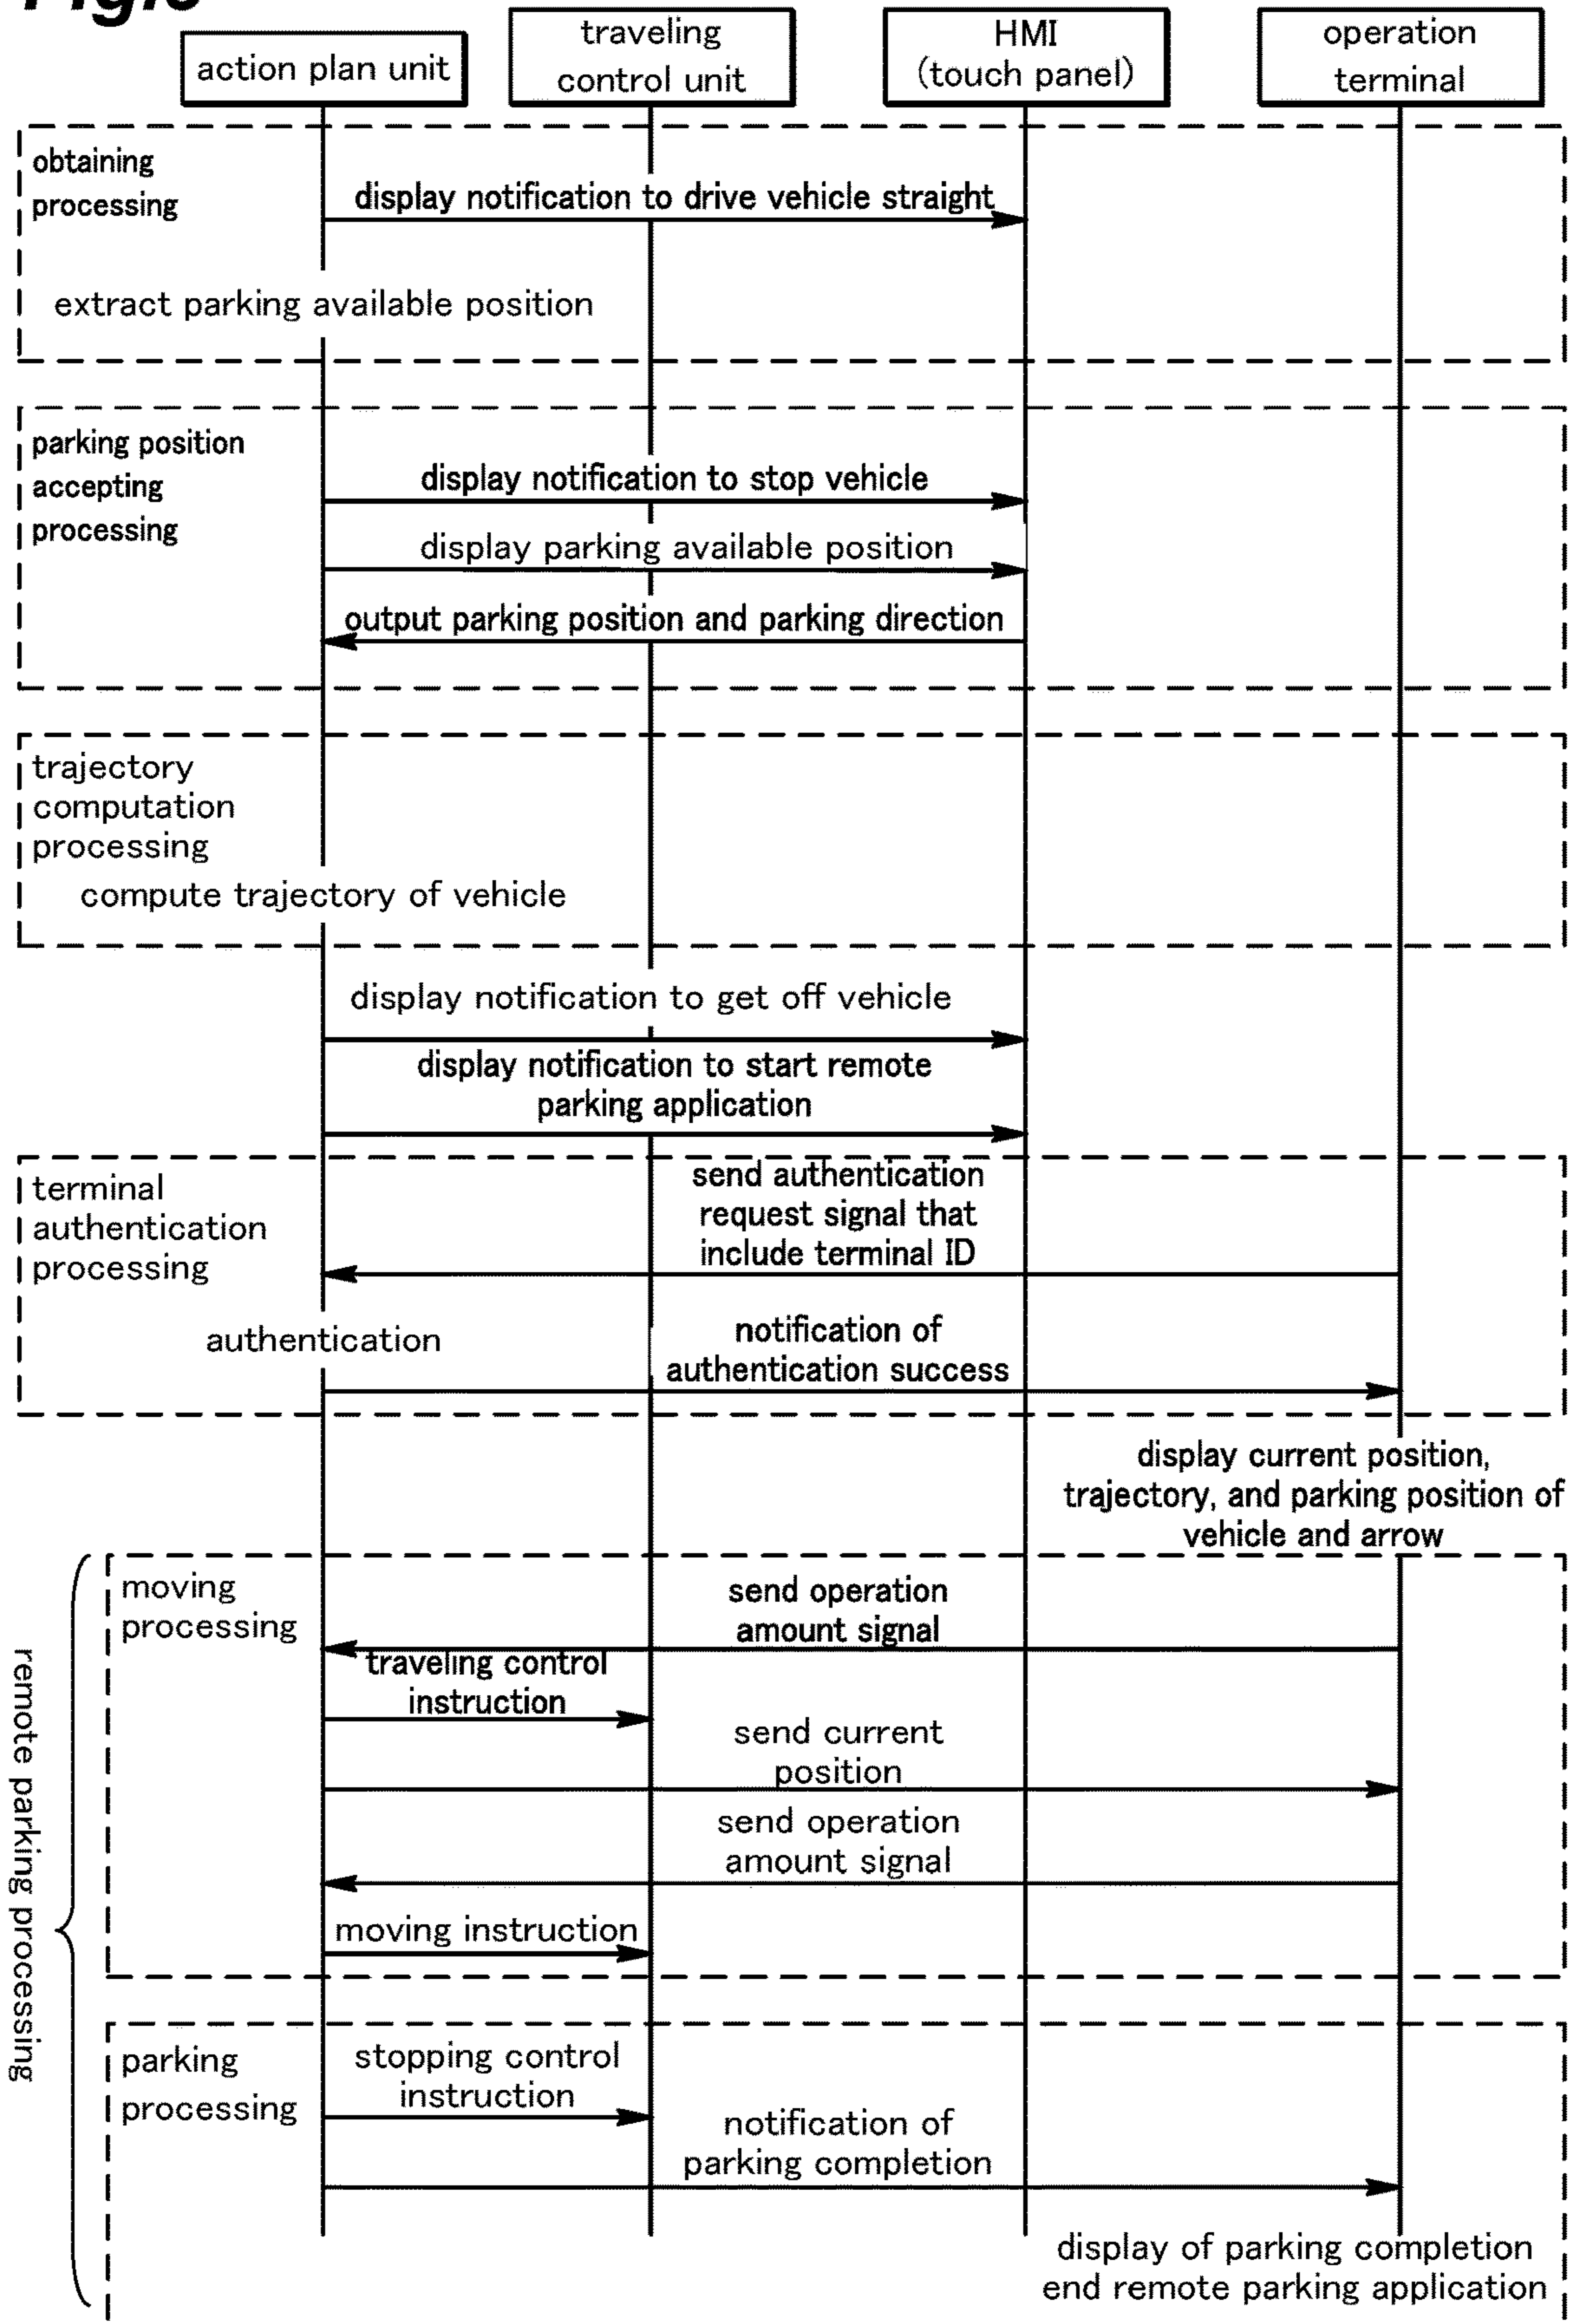 action plan unit
traveling
control unit
HMI
(touch panel)
operation
terminal
obtaining
processing
display notification to drive vehicle straight
extract parking available position
parking position
accepting
processing
display notification to stop vehicle
display parking available position
output parking position and parking direction
trajectory
computation
processing
compute trajectory of vehicle
display notification to get off vehicle
display notification to start remote
parking application
terminal
authentication
processing
send authentication
request signal that
include terminal ID
authentication
notification of
authentication success
display current position,
trajectory, and parking position of
vehicle and arrow
remote parking processing
moving
processing
send operation
amount signal
traveling control
instruction
send current
position
send operation
amount signal
moving instruction
parking
processing
stopping control
instruction
notification of
parking completion
display of parking completion
end remote parking application